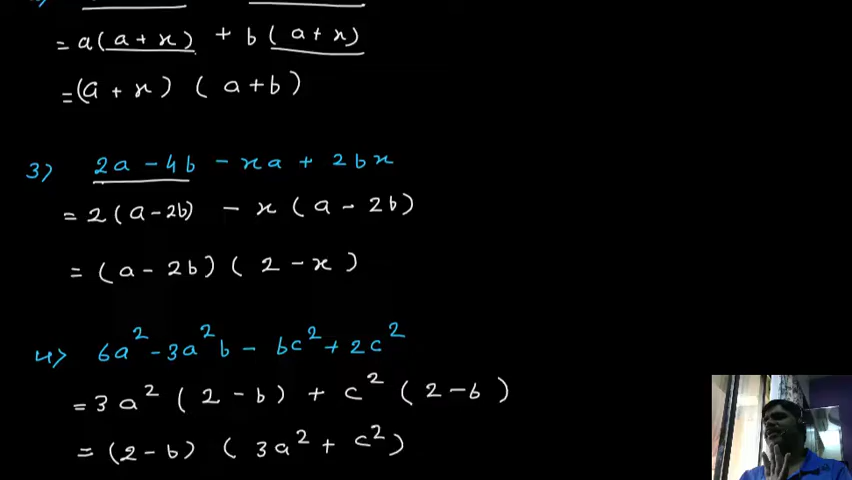 = a ( a + x ) + b ( a + x )
= (a + x ) ( a + b )
3) 2a - 4b - xa + 2bx
= 2 ( a - 2b ) - x ( a - 2b )
= ( a - 2b ) ( 2 - x )
4) 6a² - 3a²b - bc² + 2c²
= 3a² ( 2 - b ) + c² ( 2 - b )
= (2 - b ) ( 3a² + c² )